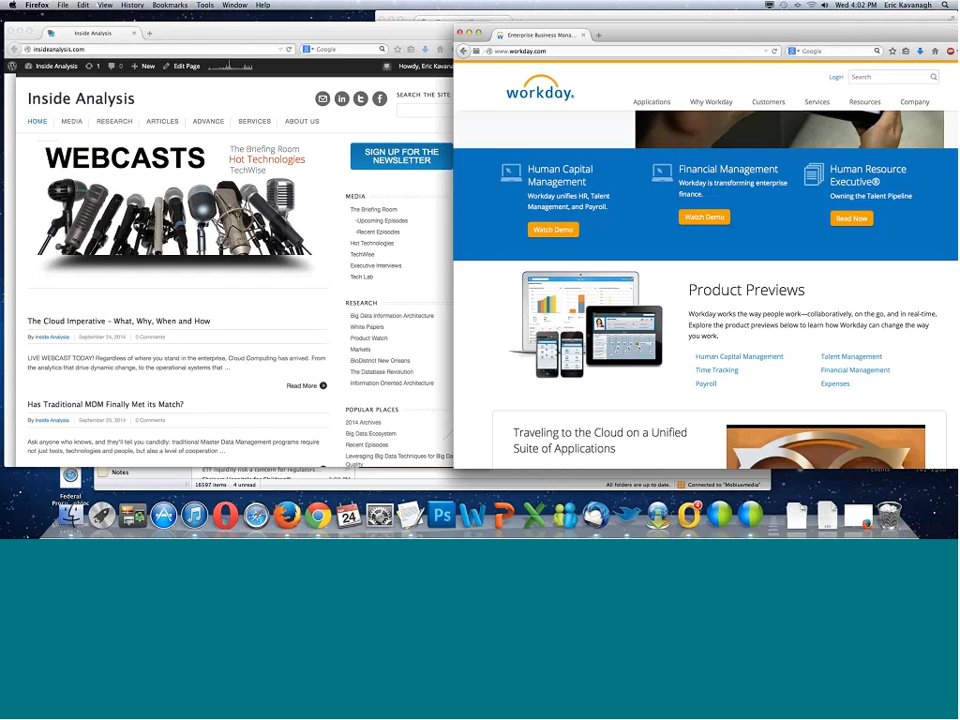 Firefox File Edit View History Bookmarks Tools Window Help
Wed 4:02 PM Eric Kavanagh
Inside Analysis
insideanalysis.com
Google
Inside Analysis 1 0 New Edit Page
Howdy, Eric Kavana
Inside Analysis
SEARCH THE SITE
HOME MEDIA RESEARCH ARTICLES ADVANCE SERVICES ABOUT US
WEBCASTS
The Briefing Room
Hot Technologies
TechWise
SIGN UP FOR THE
NEWSLETTER
MEDIA
The Briefing Room
-Upcoming Episodes
-Recent Episodes
Hot Technologies
TechWise
Executive Interviews
Tech Lab
RESEARCH
Big Data Information Architecture
White Papers
Product Watch
Markets
BioDistrict New Orleans
The Database Revolution
Information Oriented Architecture
POPULAR PLACES
2014 Archives
Big Data Ecosystem
Recent Episodes
Leveraging Big Data Techniques for Big Da
Quality
The Cloud Imperative – What, Why, When and How
By Inside Analysis | September 24, 2014 | 0 Comments
LIVE WEBCAST TODAY! Regardless of where you stand in the enterprise, Cloud Computing has arrived. From
the analytics that drive dynamic change, to the operational systems that ...
Read More
Has Traditional MDM Finally Met its Match?
By Inside Analysis | September 23, 2014 | 0 Comments
Ask anyone who knows, and they'll tell you candidly: traditional Master Data Management programs require
not just tools, technologies and people, but also a level of cooperation ...
Enterprise Business Mana...
www.workday.com
Google
workday.
Login
Search
Applications Why Workday Customers Services Resources Company
Human Capital
Management
Workday unifies HR, Talent
Management, and Payroll.
Watch Demo
Financial Management
Workday is transforming enterprise
finance.
Watch Demo
Human Resource
Executive®
Owning the Talent Pipeline
Read Now
Product Previews
Workday works the way people work—collaboratively, on the go, and in real-time.
Explore the product previews below to learn how Workday can change the way
you work.
Human Capital Management
Talent Management
Time Tracking
Financial Management
Payroll
Expenses
Traveling to the Cloud on a Unified
Suite of Applications
Notes
ETF liquidity risk a concern for regulators...
16597 items 4 unread
All folders are up to date.
Connected to "Mobiusmedia"
Federal
24
Ps